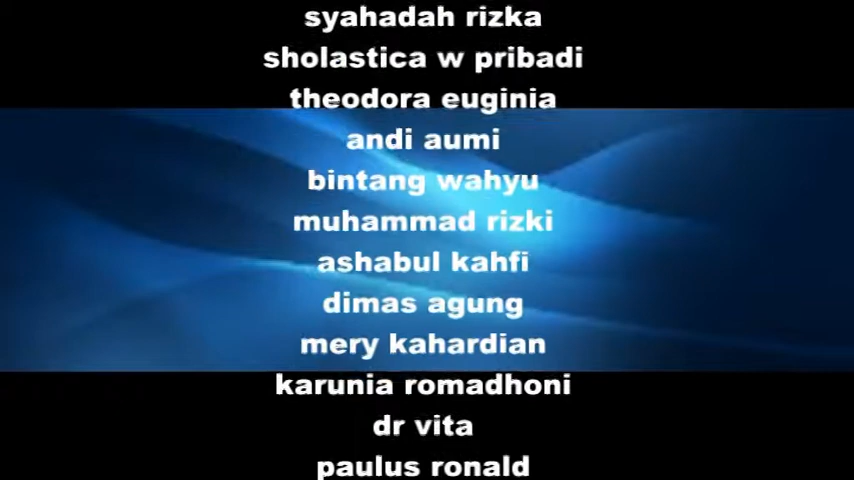 syahadah rizka
sholastica w pribadi
theodora euginia
andi aumi
bintang wahyu
muhammad rizki
ashabul kahfi
dimas agung
mery kahardian
karunia romadhoni
dr vita
paulus ronald